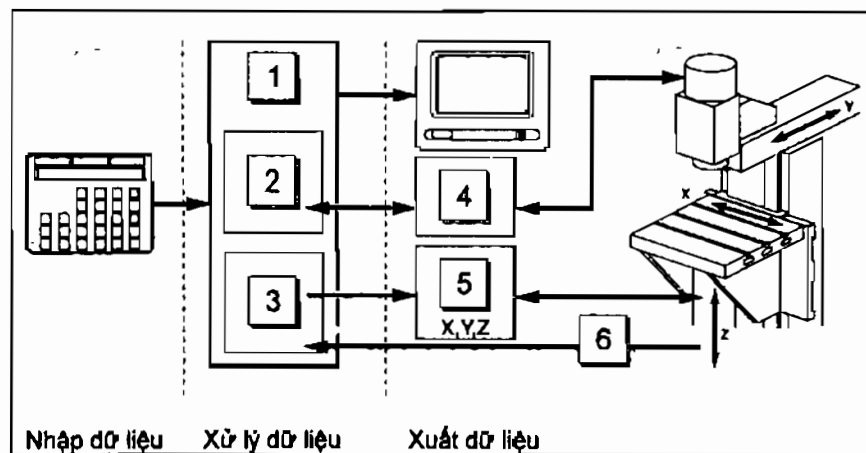 1
2
3
4
5
X,Y,Z
6
X
Y
Z
Nhập dữ liệu
Xử lý dữ liệu
Xuất dữ liệu